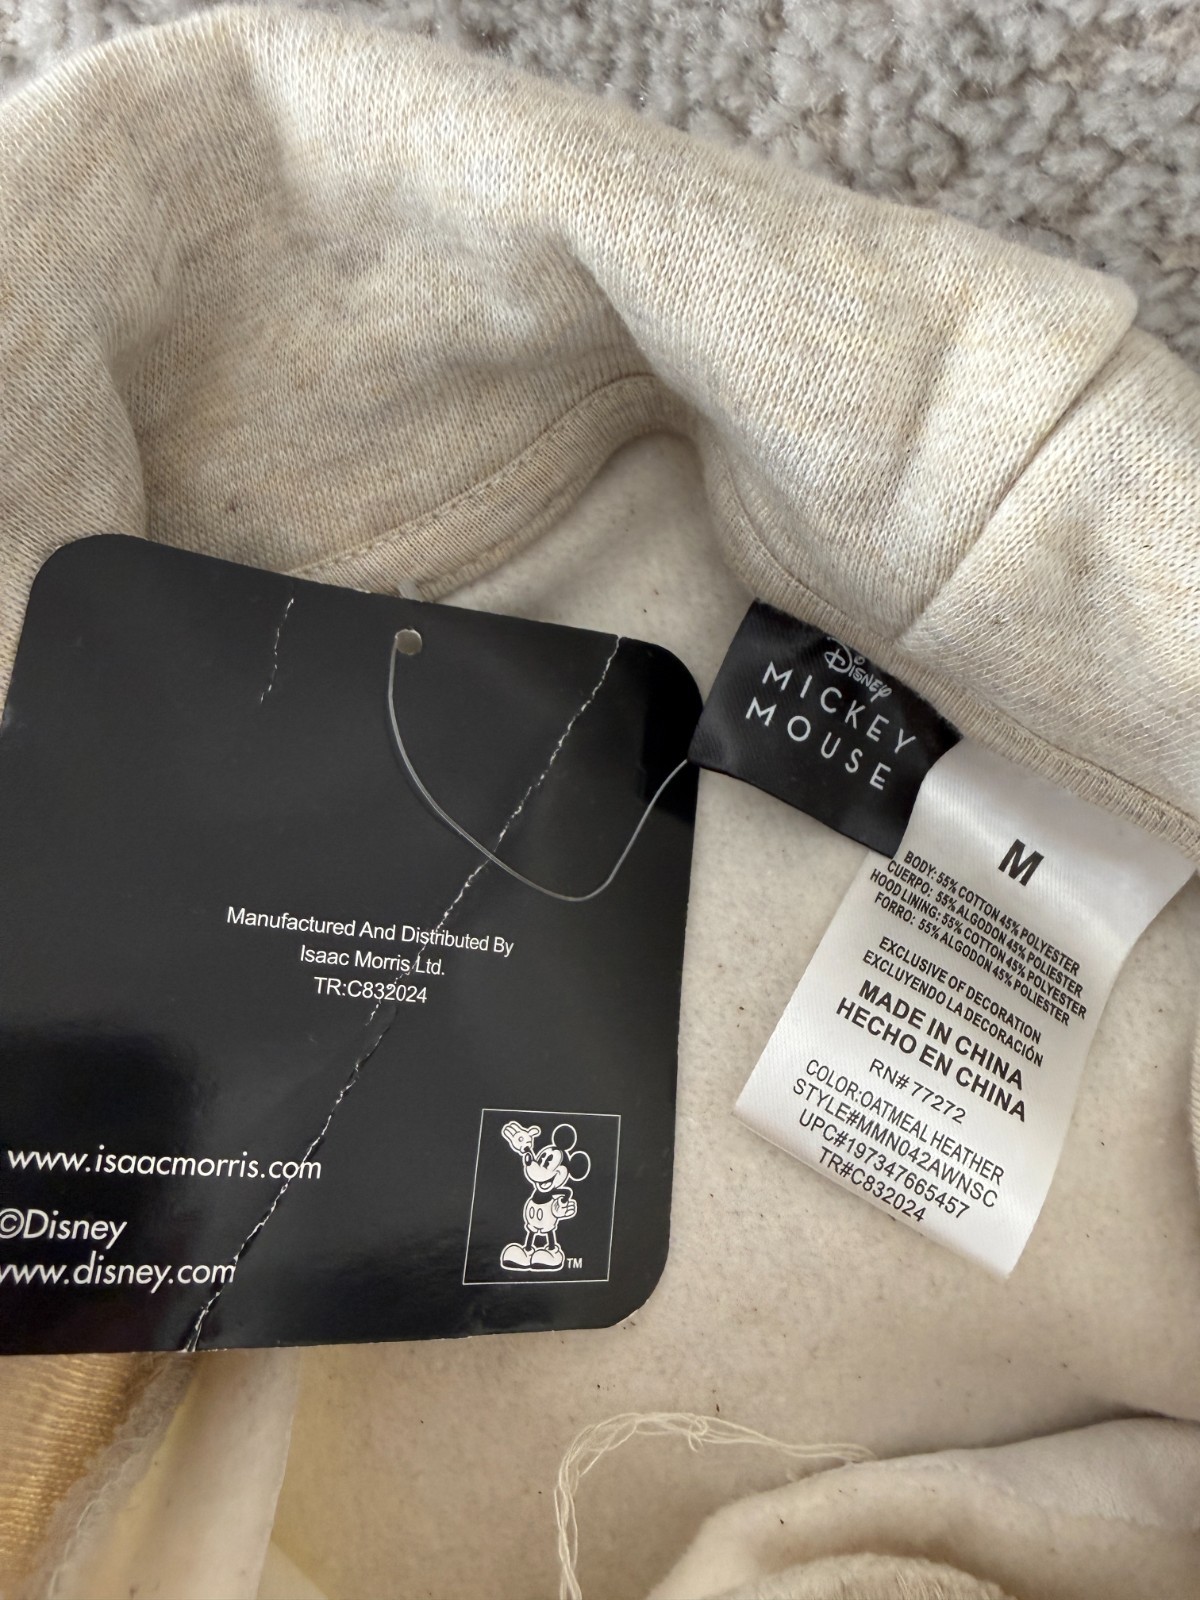 Manufactured And Distributed By
Isaac Morris Ltd.
TR:C832024
www.isaacmorris.com
©Disney
www.disney.com
TM
Disney
MICKEY
MOUSE
M
BODY: 55% COTTON 45% POLYESTER
CUERPO: 55% ALGODON 45% POLIESTER
HOOD LINING: 55% COTTON 45% POLYESTER
FORRO: 55% ALGODON 45% POLIESTER
EXCLUSIVE OF DECORATION
EXCLUYENDO LA DECORACIÓN
MADE IN CHINA
HECHO EN CHINA
RN# 77272
COLOR:OATMEAL HEATHER
STYLE#MMN042AWNSC
UPC#197347665457
TR#C832024